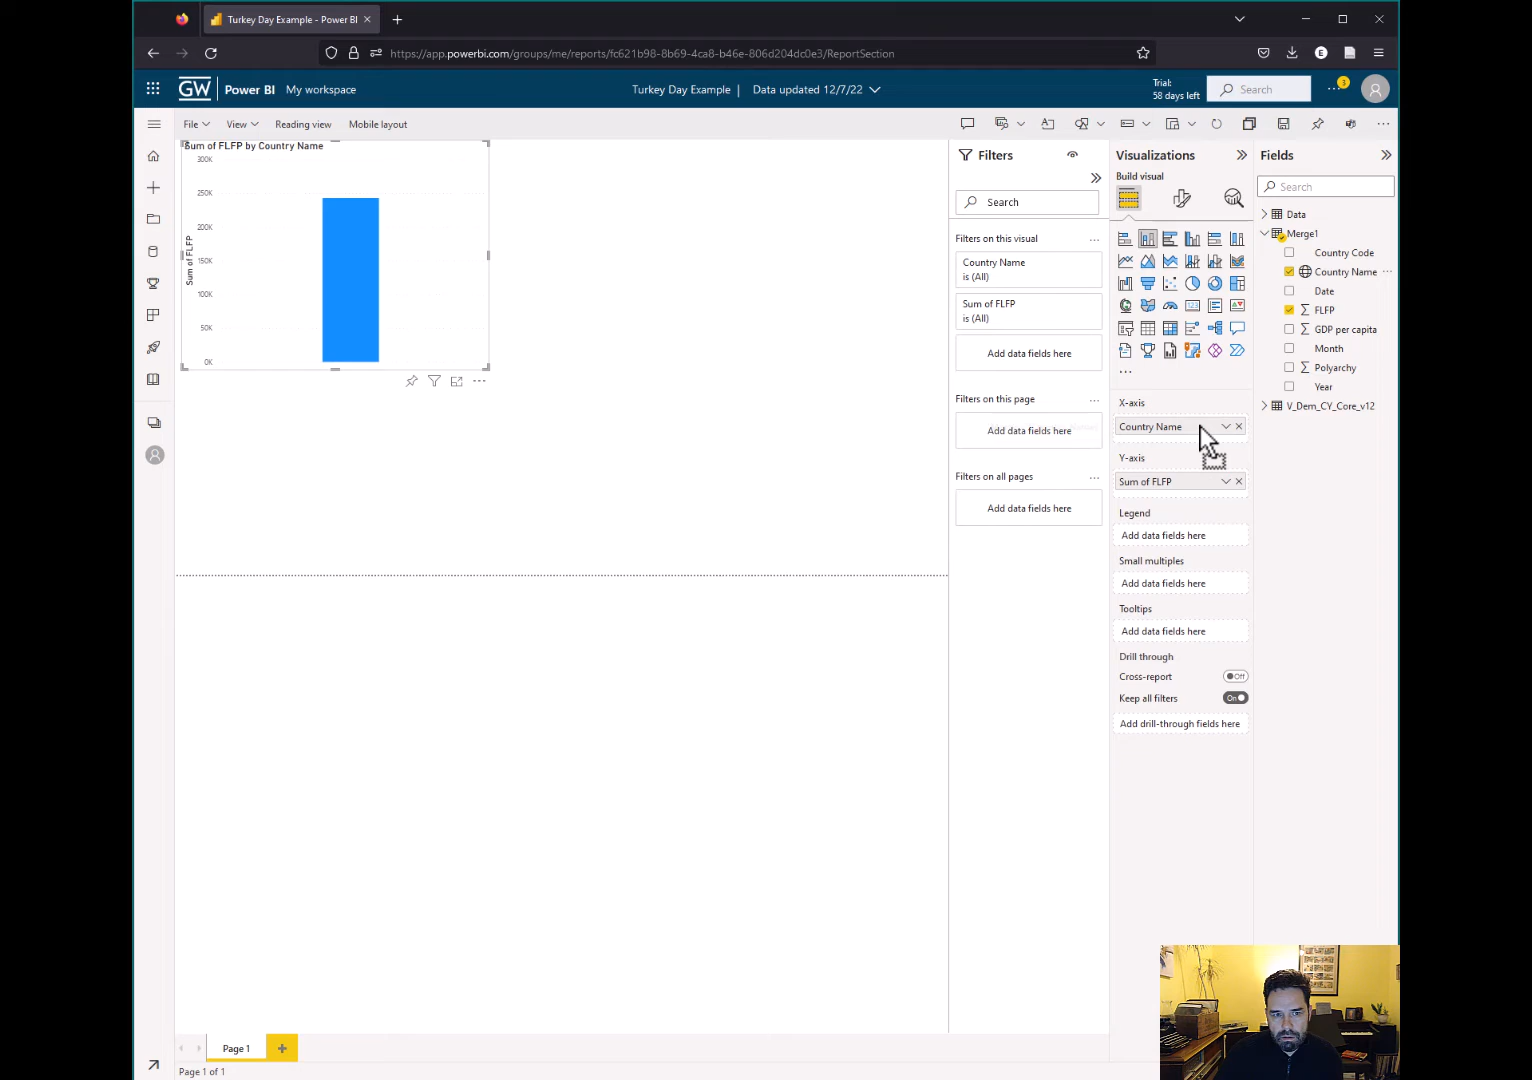 Turkey Day Example - Power BI
https://app.powerbi.com/groups/me/reports/fc621b98-8b69-4ca8-b46e-806d204dc0e3/ReportSection
GW
Power BI
My workspace
Turkey Day Example | Data updated 12/7/22
Trial:
58 days left
Search
3
File
View
Reading view
Mobile layout
Sum of FLFP by Country Name
300K
250K
200K
150K
100K
50K
0K
Sum of FLFP
Filters
Search
Filters on this visual
Country Name
is (All)
Sum of FLFP
is (All)
Add data fields here
Filters on this page
Add data fields here
Filters on all pages
Add data fields here
Visualizations
Build visual
X-axis
Country Name
Y-axis
Sum of FLFP
Legend
Add data fields here
Small multiples
Add data fields here
Tooltips
Add data fields here
Drill through
Cross-report
Off
Keep all filters
On
Add drill-through fields here
Fields
Search
Data
Merge1
Country Code
Country Name
Date
FLFP
GDP per capita
Month
Polyarchy
Year
V_Dem_CY_Core_v12
Page 1
Page 1 of 1